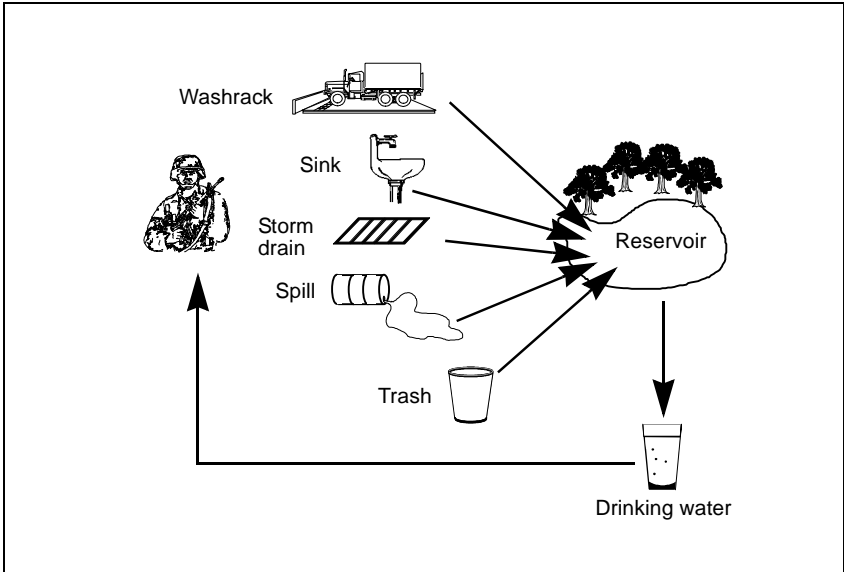 Washrack
Sink
Storm
drain
Reservoir
Spill
Trash
Drinking water